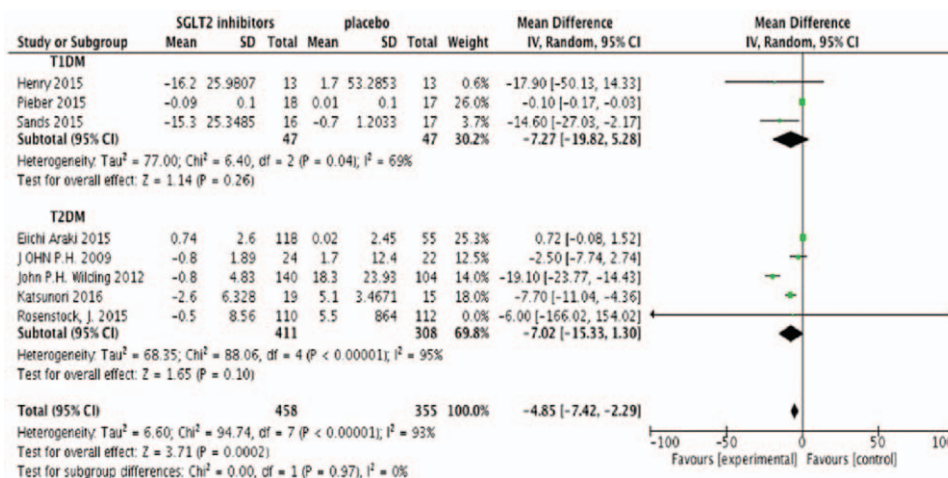 SGLT2 inhibitors placebo Mean Difference Mean Difference
Study or Subgroup Mean SD Total Mean SD Total Weight IV, Random, 95% CI IV, Random, 95% CI
T1DM
Henry 2015 -16.2 25.9807 13 1.7 53.2853 13 0.6% -17.90 [-50.13, 14.33]
Pieber 2015 -0.09 0.1 18 0.01 0.1 17 26.0% -0.10 [-0.17, -0.03]
Sands 2015 -15.3 25.3485 16 -0.7 1.2033 17 3.7% -14.60 [-27.03, -2.17]
Subtotal (95% CI) 47 47 30.2% -7.27 [-19.82, 5.28]
Heterogeneity: Tau² = 77.00; Chi² = 6.40, df = 2 (P = 0.04); I² = 69%
Test for overall effect: Z = 1.14 (P = 0.26)
T2DM
Eiichi Araki 2015 0.74 2.6 118 0.02 2.45 55 25.3% 0.72 [-0.08, 1.52]
JOHN P.H. 2009 -0.8 1.89 24 1.7 12.4 22 12.5% -2.50 [-7.74, 2.74]
John P.H. Wilding 2012 -0.8 4.83 140 18.3 23.93 104 14.0% -19.10 [-23.77, -14.43]
Katsunori 2016 -2.6 6.328 19 5.1 3.4671 15 18.0% -7.70 [-11.04, -4.36]
Rosenstock, J. 2015 -0.5 8.56 110 5.5 864 112 0.0% -6.00 [-166.02, 154.02]
Subtotal (95% CI) 411 308 69.8% -7.02 [-15.33, 1.30]
Heterogeneity: Tau² = 68.35; Chi² = 88.06, df = 4 (P < 0.00001); I² = 95%
Test for overall effect: Z = 1.65 (P = 0.10)
Total (95% CI) 458 355 100.0% -4.85 [-7.42, -2.29]
Heterogeneity: Tau² = 6.60; Chi² = 94.74, df = 7 (P < 0.00001); I² = 93%
Test for overall effect: Z = 3.71 (P = 0.0002)
Test for subgroup differences: Chi² = 0.00, df = 1 (P = 0.97), I² = 0%
-100 -50 0 50 100
Favours [experimental] Favours [control]